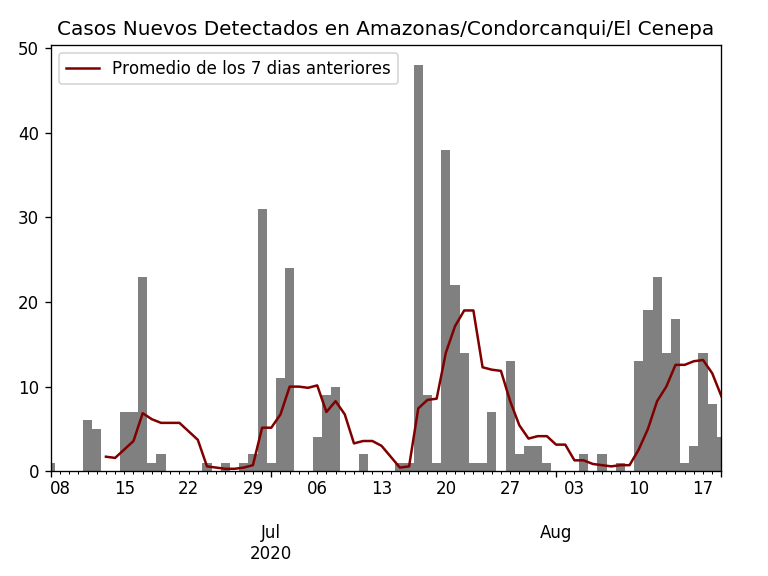 Casos Nuevos Detectados en Amazonas/Condorcanqui/El Cenepa
Promedio de los 7 dias anteriores
50
40
30
20
10
0
08 15 22 29 06 13 20 27 03 10 17
Jul Aug
2020